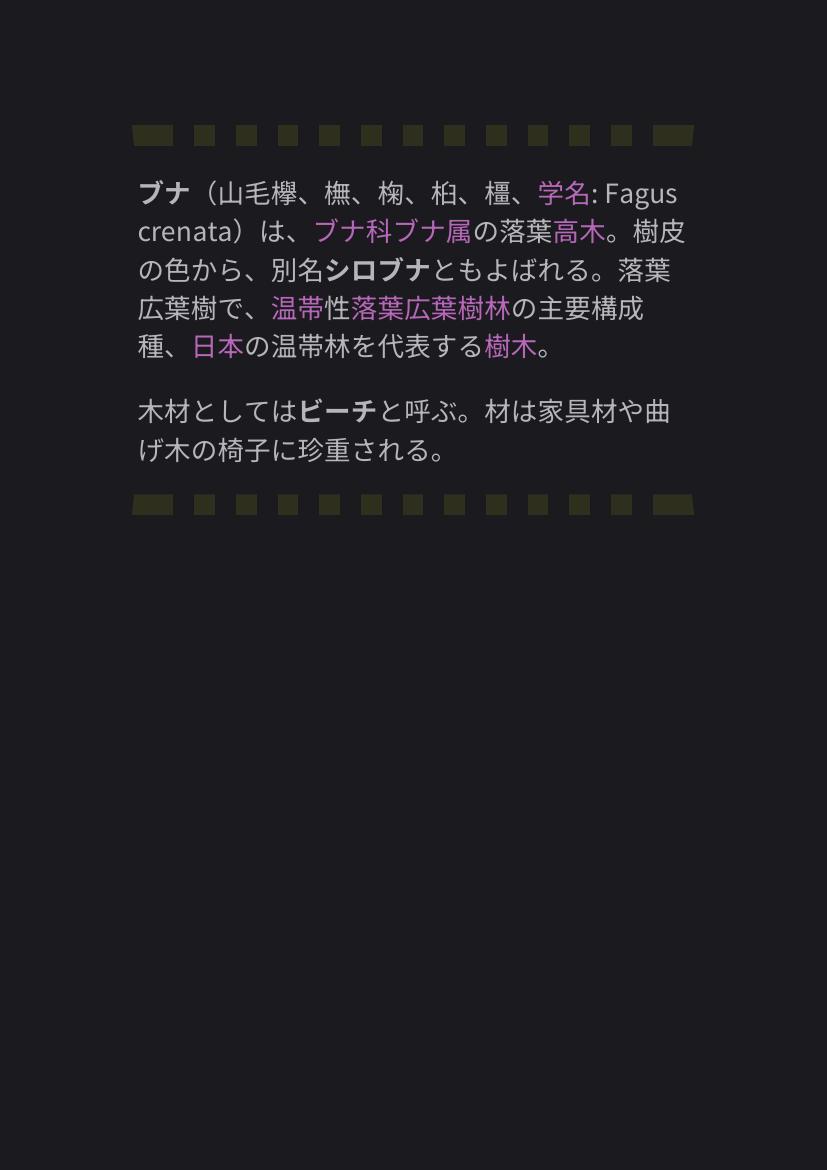 ブナ（山毛欅、橅、椈、桕、橿、学名: Fagus
crenata）は、ブナ科ブナ属の落葉高木。樹皮
の色から、別名シロブナともよばれる。落葉
広葉樹で、温帯性落葉広葉樹林の主要構成
種、日本の温帯林を代表する樹木。
木材としてはビーチと呼ぶ。材は家具材や曲
げ木の椅子に珍重される。